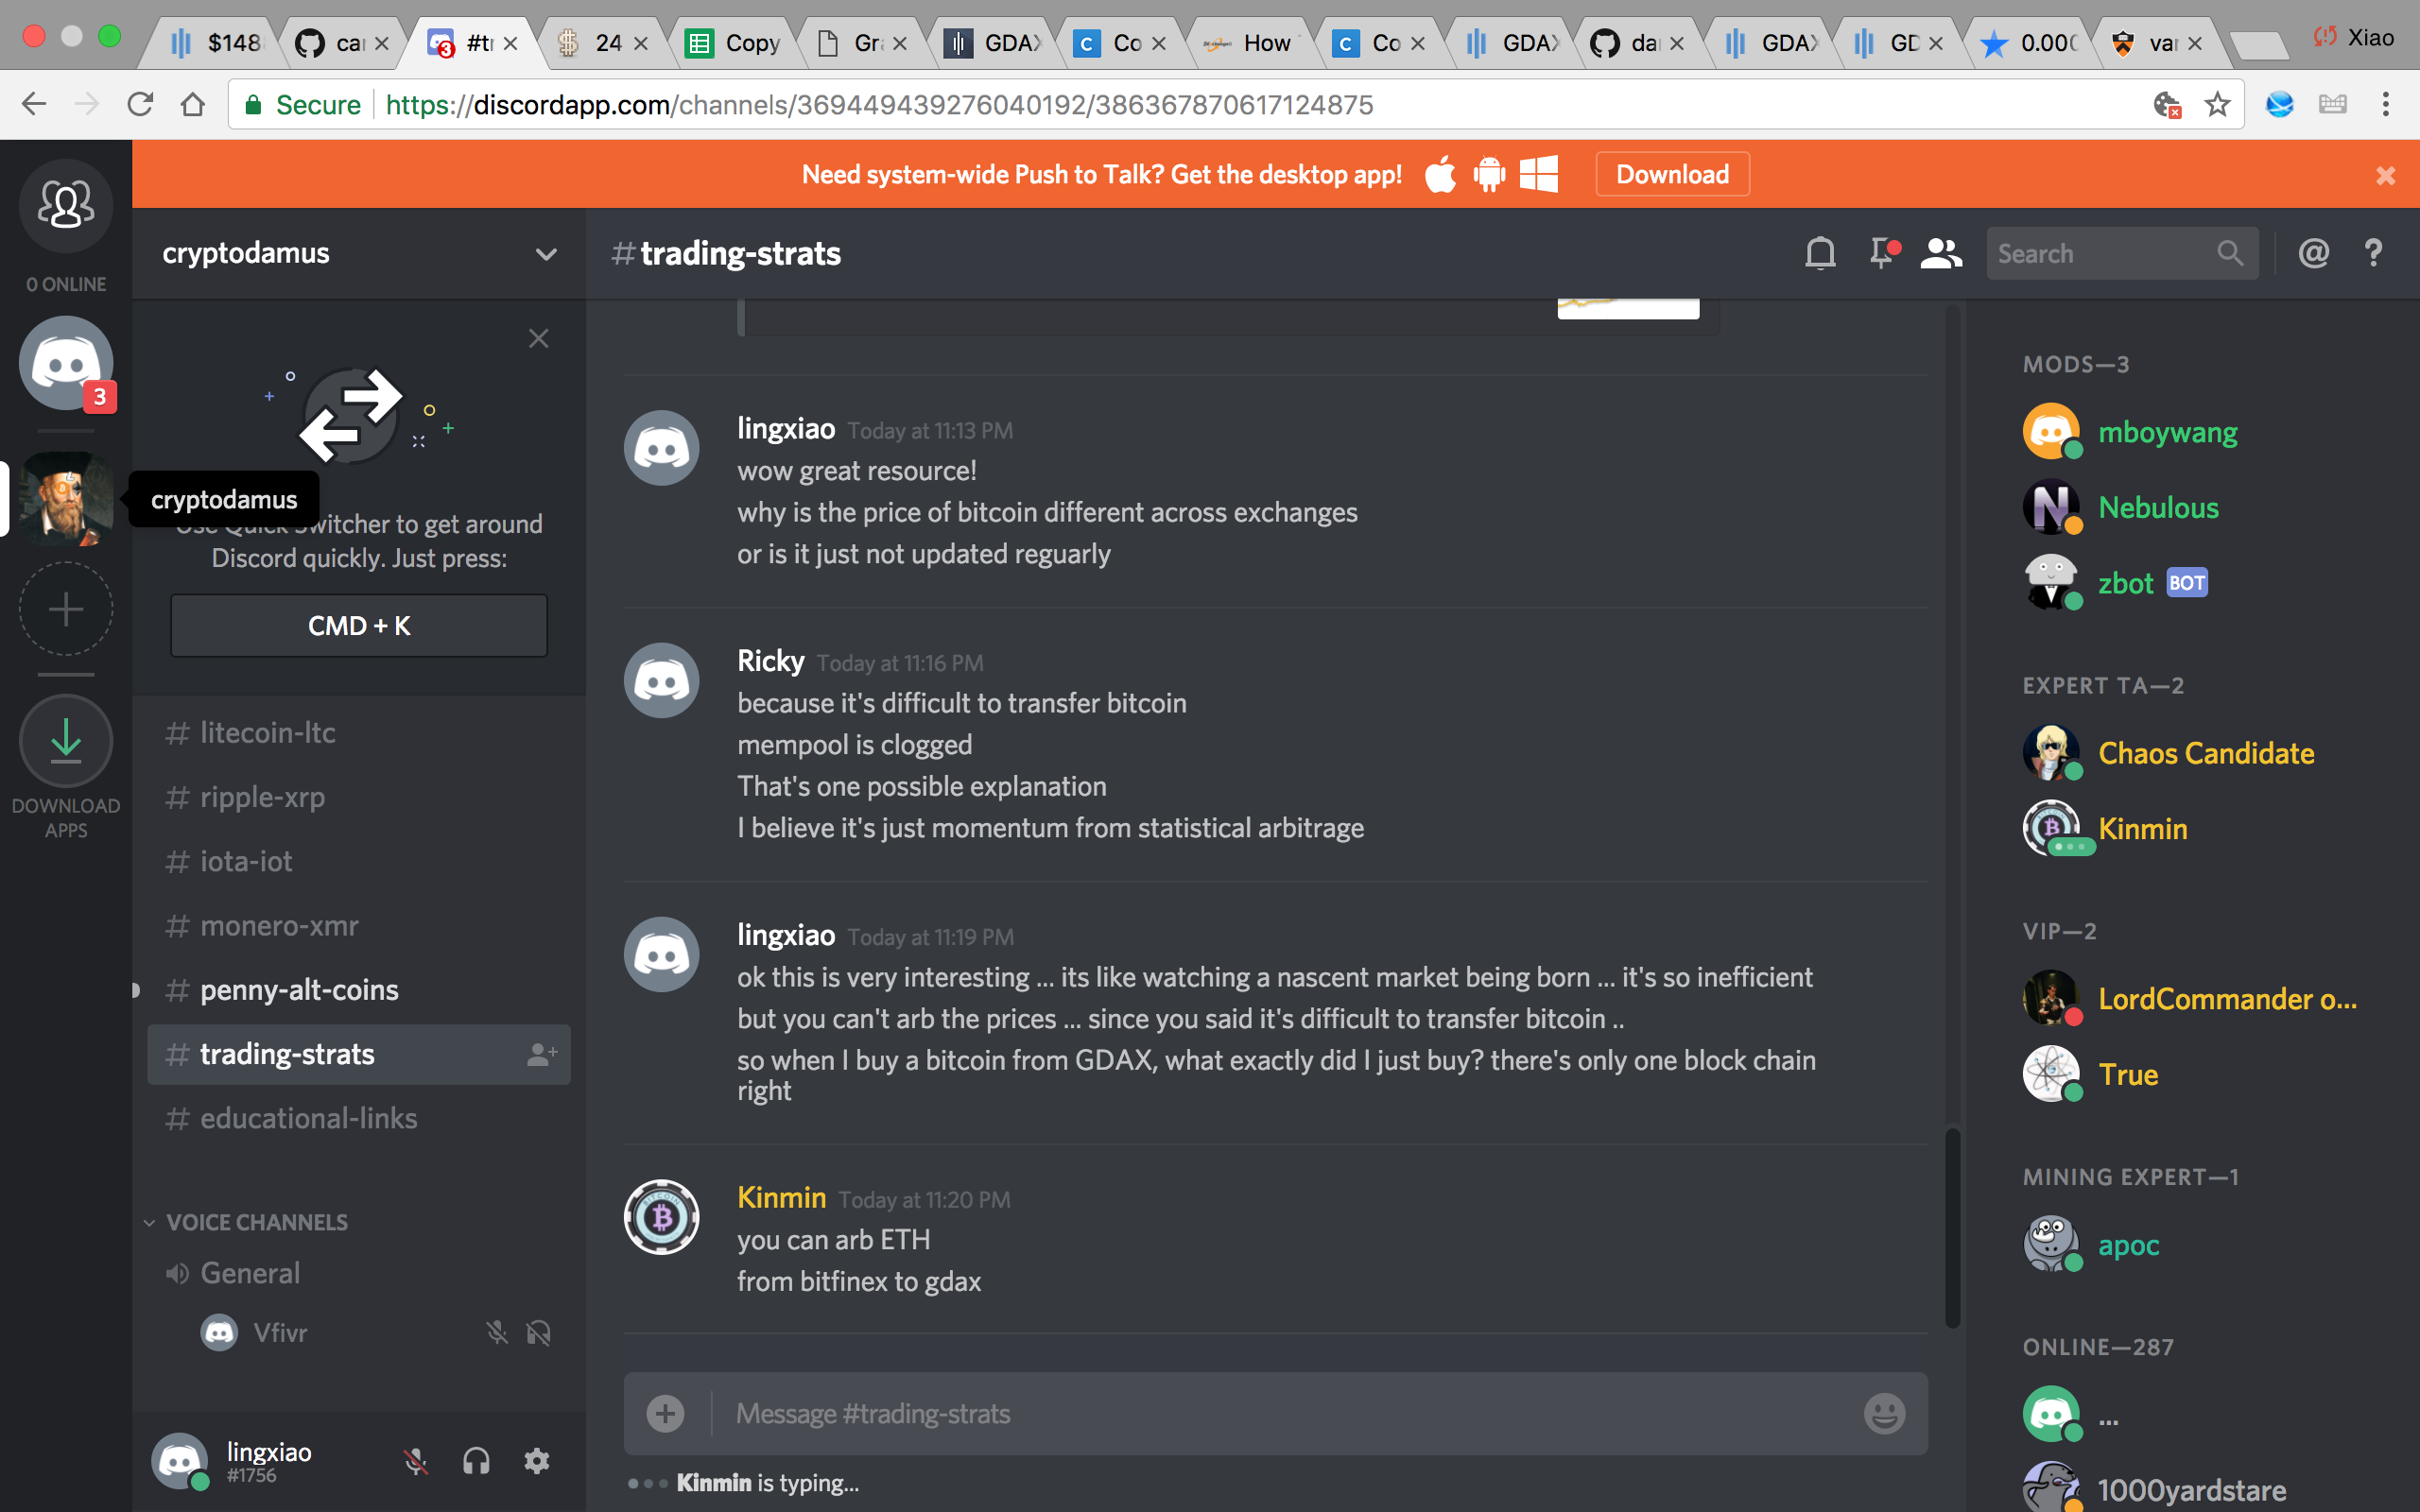 $148
ca
#t
24
Copy
Gr
GDAX
Co
How
Co
GDAX
da
GDAX
GD
0.000
va
Xiao
Secure https://discordapp.com/channels/369449439276040192/386367870617124875
Need system-wide Push to Talk? Get the desktop app! Download
cryptodamus
#trading-strats
Search
@ ?
0 ONLINE
3
cryptodamus
Switcher to get around
Discord quickly. Just press:
CMD + K
DOWNLOAD
APPS
# litecoin-ltc
# ripple-xrp
# iota-iot
# monero-xmr
# penny-alt-coins
# trading-strats
# educational-links
VOICE CHANNELS
General
Vfivr
lingxiao
#1756
lingxiao Today at 11:13 PM
wow great resource!
why is the price of bitcoin different across exchanges
or is it just not updated reguarly
Ricky Today at 11:16 PM
because it's difficult to transfer bitcoin
mempool is clogged
That's one possible explanation
I believe it's just momentum from statistical arbitrage
lingxiao Today at 11:19 PM
ok this is very interesting ... its like watching a nascent market being born ... it's so inefficient
but you can't arb the prices ... since you said it's difficult to transfer bitcoin ..
so when I buy a bitcoin from GDAX, what exactly did I just buy? there's only one block chain
right
Kinmin Today at 11:20 PM
you can arb ETH
from bitfinex to gdax
Message #trading-strats
Kinmin is typing...
MODS—3
mboywang
Nebulous
zbot BOT
EXPERT TA—2
Chaos Candidate
Kinmin
VIP—2
LordCommander o...
True
MINING EXPERT—1
apoc
ONLINE—287
...
1000yardstare